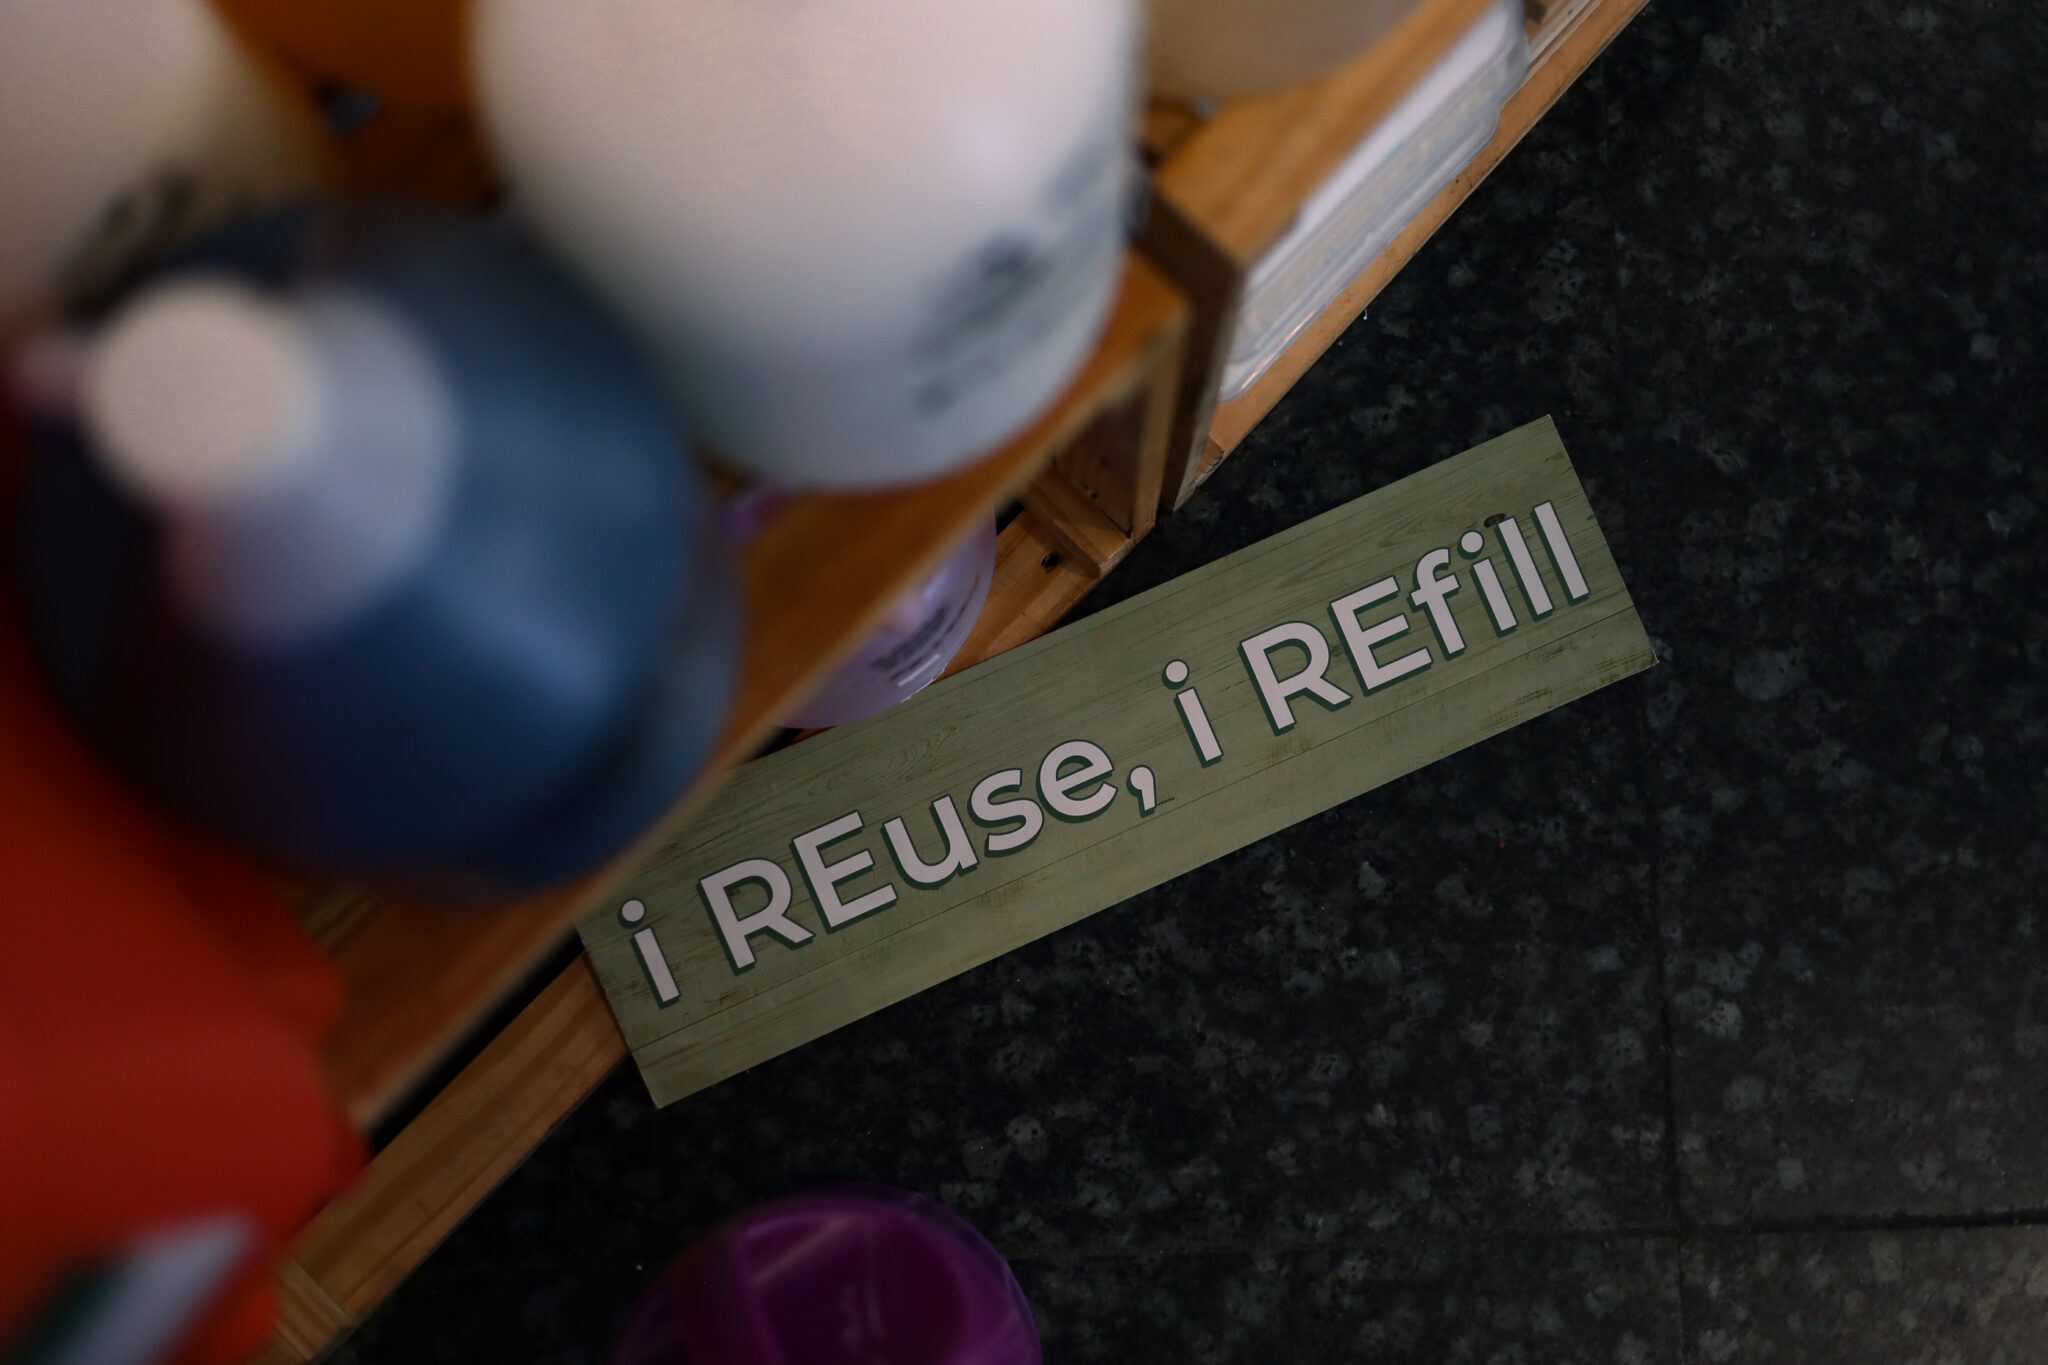 i REuse, i REfill